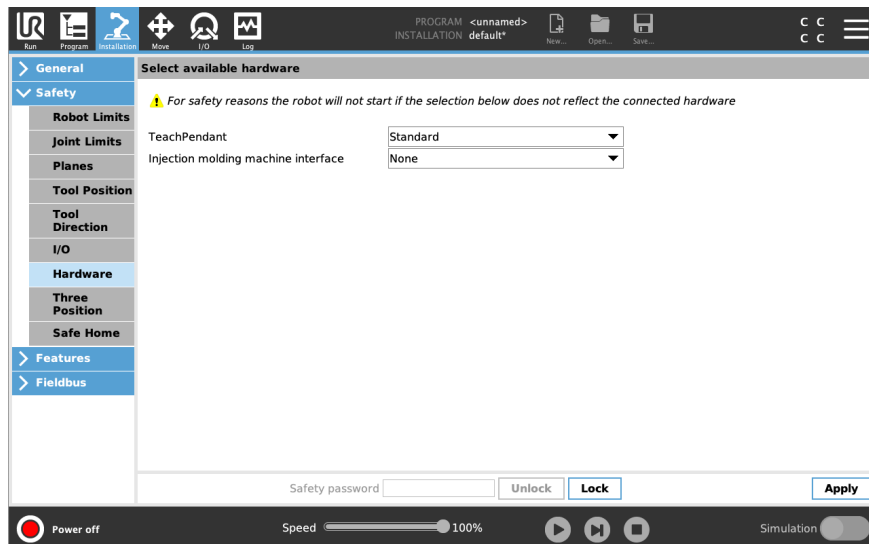 PROGRAM <unnamed>
INSTALLATION default*
New... Open... Save...
C C
C C
UR
Run Program Installation Move I/O Log
General
Select available hardware
Safety
For safety reasons the robot will not start if the selection below does not reflect the connected hardware
Robot Limits
Joint Limits
TeachPendant Standard
Injection molding machine interface None
Planes
Tool Position
Tool
Direction
I/O
Hardware
Three
Position
Safe Home
Features
Fieldbus
Safety password Unlock Lock Apply
Power off Speed 100% Simulation